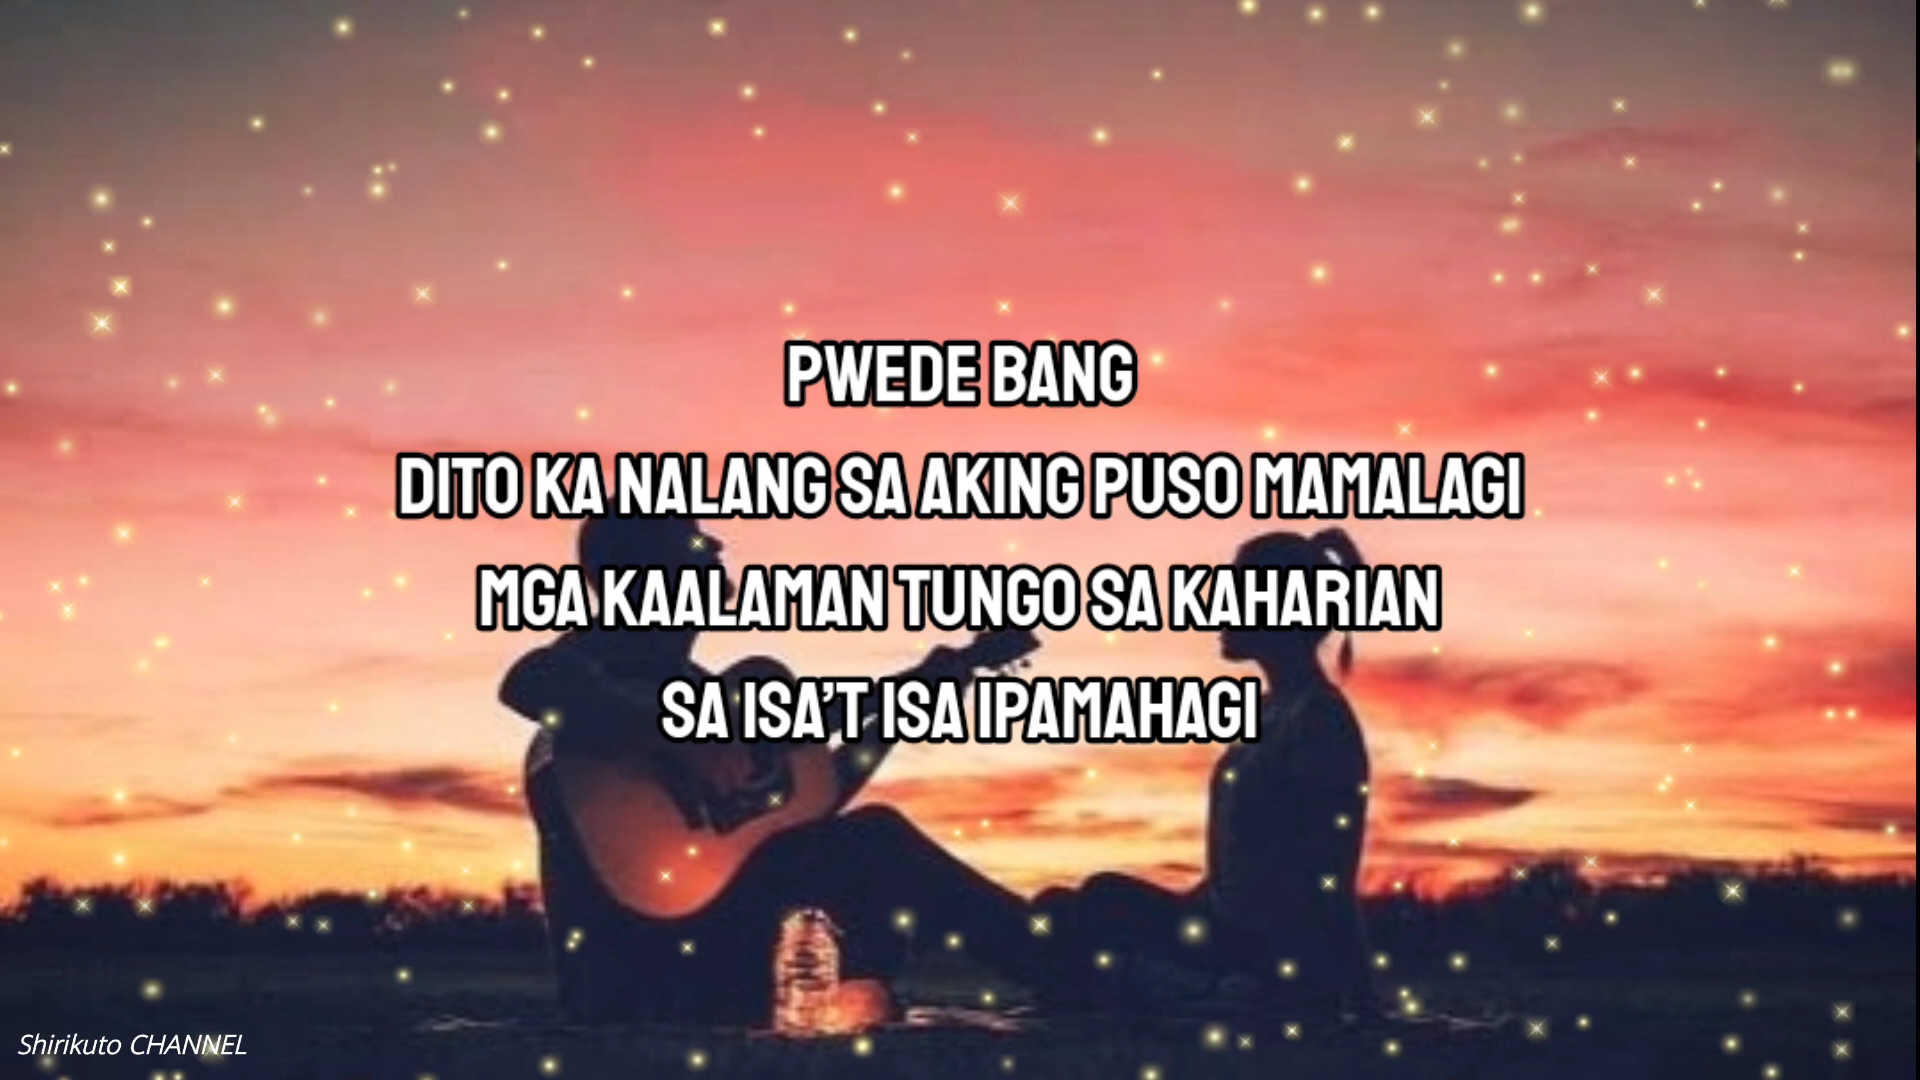 PWEDE BANG
DITO KA NALANG SA AKING PUSO MAMALAGI
MGA KAALAMAN TUNGO SA KAHARIAN
SA ISA'T ISA IPAMAHAGI
Shirikuto CHANNEL